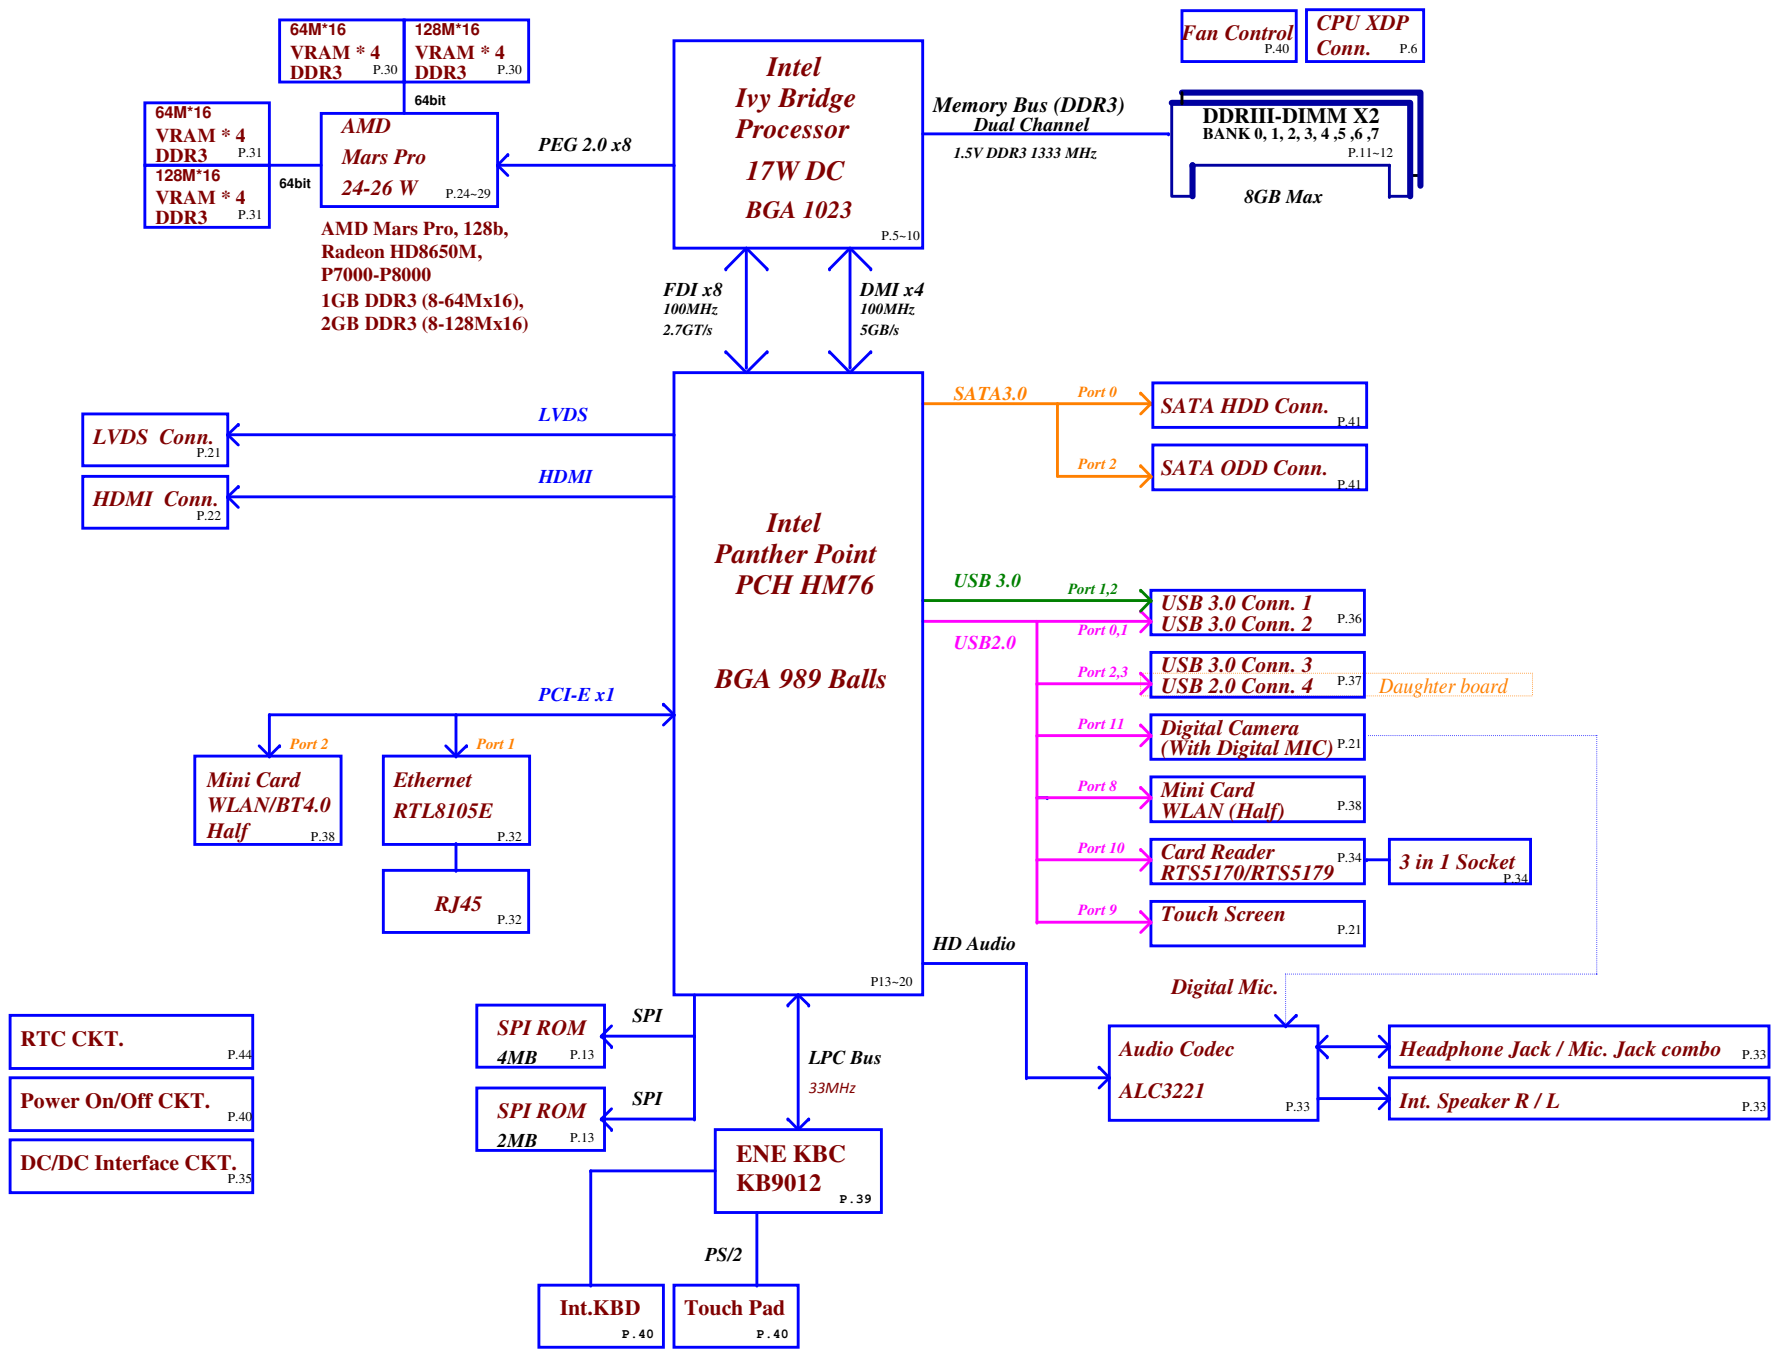 64M*16
VRAM * 4
DDR3 P.30
128M*16
VRAM * 4
DDR3 P.30
64bit
64M*16
VRAM * 4
DDR3 P.31
128M*16
VRAM * 4
DDR3 P.31
64bit
AMD
Mars Pro
24-26 W P.24~29
AMD Mars Pro, 128b,
Radeon HD8650M,
P7000-P8000
1GB DDR3 (8-64Mx16),
2GB DDR3 (8-128Mx16)
PEG 2.0 x8
Intel
Ivy Bridge
Processor
17W DC
BGA 1023
P.5~10
Memory Bus (DDR3)
Dual Channel
1.5V DDR3 1333 MHz
Fan Control
P.40
CPU XDP
Conn. P.6
DDRIII-DIMM X2
BANK 0, 1, 2, 3, 4 ,5 ,6 ,7
P.11~12
8GB Max
FDI x8
100MHz
2.7GT/s
DMI x4
100MHz
5GB/s
LVDS
LVDS Conn.
P.21
HDMI
HDMI Conn.
P.22
Intel
Panther Point
PCH HM76
BGA 989 Balls
P13~20
SATA3.0
Port 0
SATA HDD Conn.
P.41
Port 2
SATA ODD Conn.
P.41
USB 3.0
Port 1,2
USB 3.0 Conn. 1
USB 3.0 Conn. 2 P.36
USB2.0
Port 0,1
Port 2,3
USB 3.0 Conn. 3
USB 2.0 Conn. 4 P.37
Daughter board
Port 11
Digital Camera
(With Digital MIC) P.21
Port 8
Mini Card
WLAN (Half) P.38
Port 10
Card Reader P.34
RTS5170/RTS5179
3 in 1 Socket
P.34
Port 9
Touch Screen
P.21
PCI-E x1
Port 2
Mini Card
WLAN/BT4.0
Half P.38
Port 1
Ethernet
RTL8105E
P.32
RJ45
P.32
HD Audio
Digital Mic.
Audio Codec
ALC3221
P.33
Headphone Jack / Mic. Jack combo P.33
Int. Speaker R / L P.33
SPI
SPI ROM
4MB P.13
SPI
SPI ROM
2MB P.13
LPC Bus
33MHz
ENE KBC
KB9012
P.39
PS/2
Int.KBD
P.40
Touch Pad
P.40
RTC CKT.
P.44
Power On/Off CKT.
P.40
DC/DC Interface CKT.
P.35